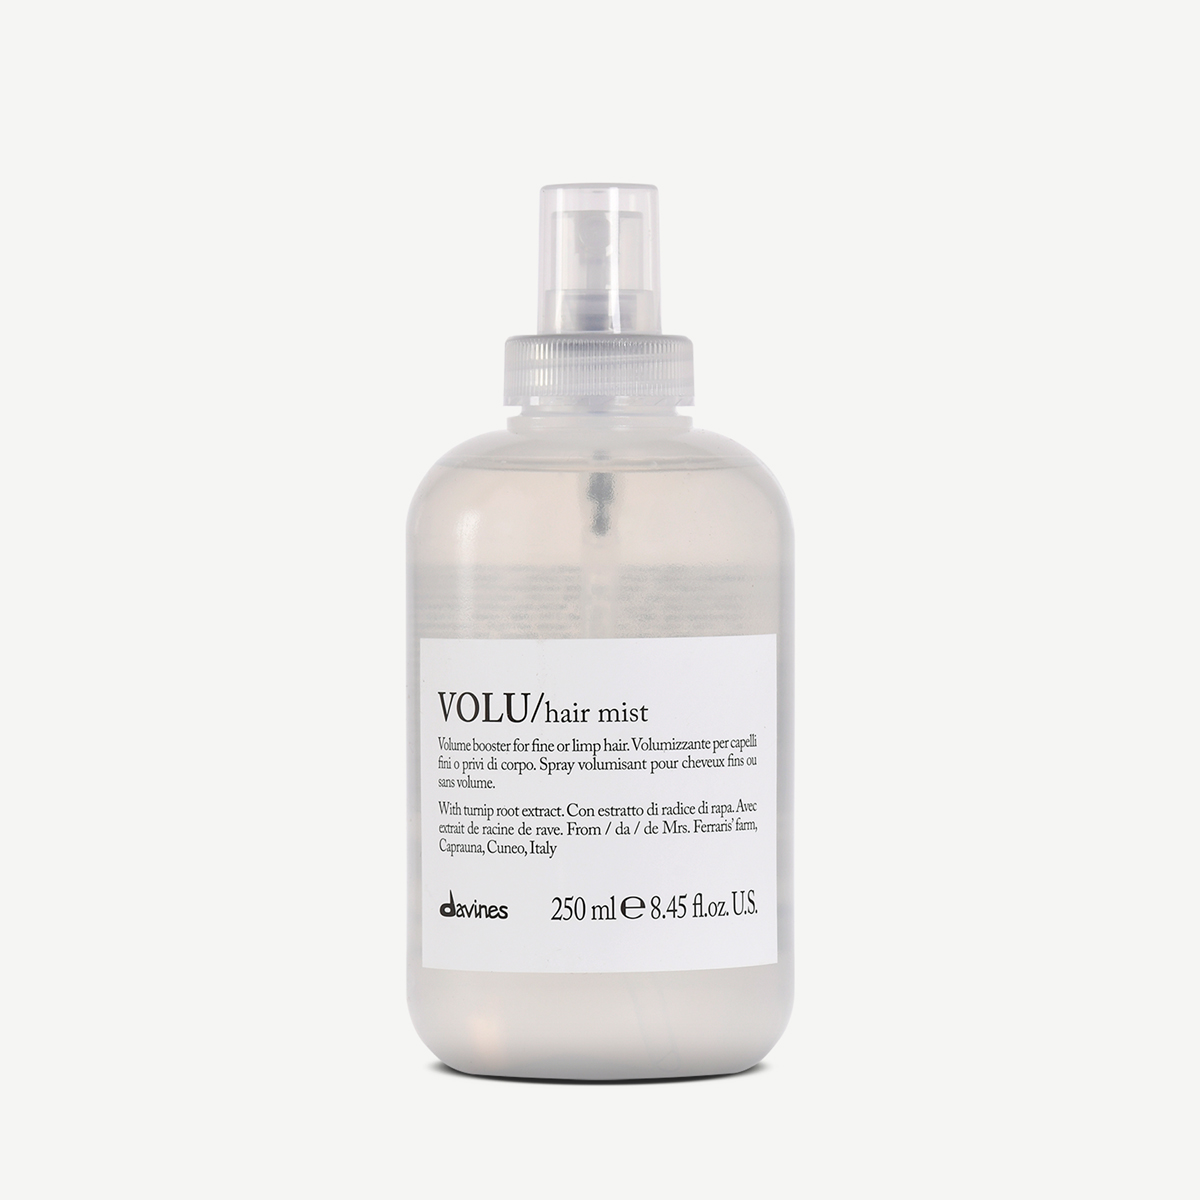 VOLU/hair mist
Volume booster for fine or limp hair. Volumizzante per capelli
fini o privi di corpo. Spray volumisant pour cheveux fins ou
sans volume.
With turnip root extract. Con estratto di radice di rapa. Avec
extrait de racine de rave. From / da / de Mrs. Ferraris' farm,
Caprauna, Cuneo, Italy
davines 250 ml ℮ 8.45 fl.oz. U.S.